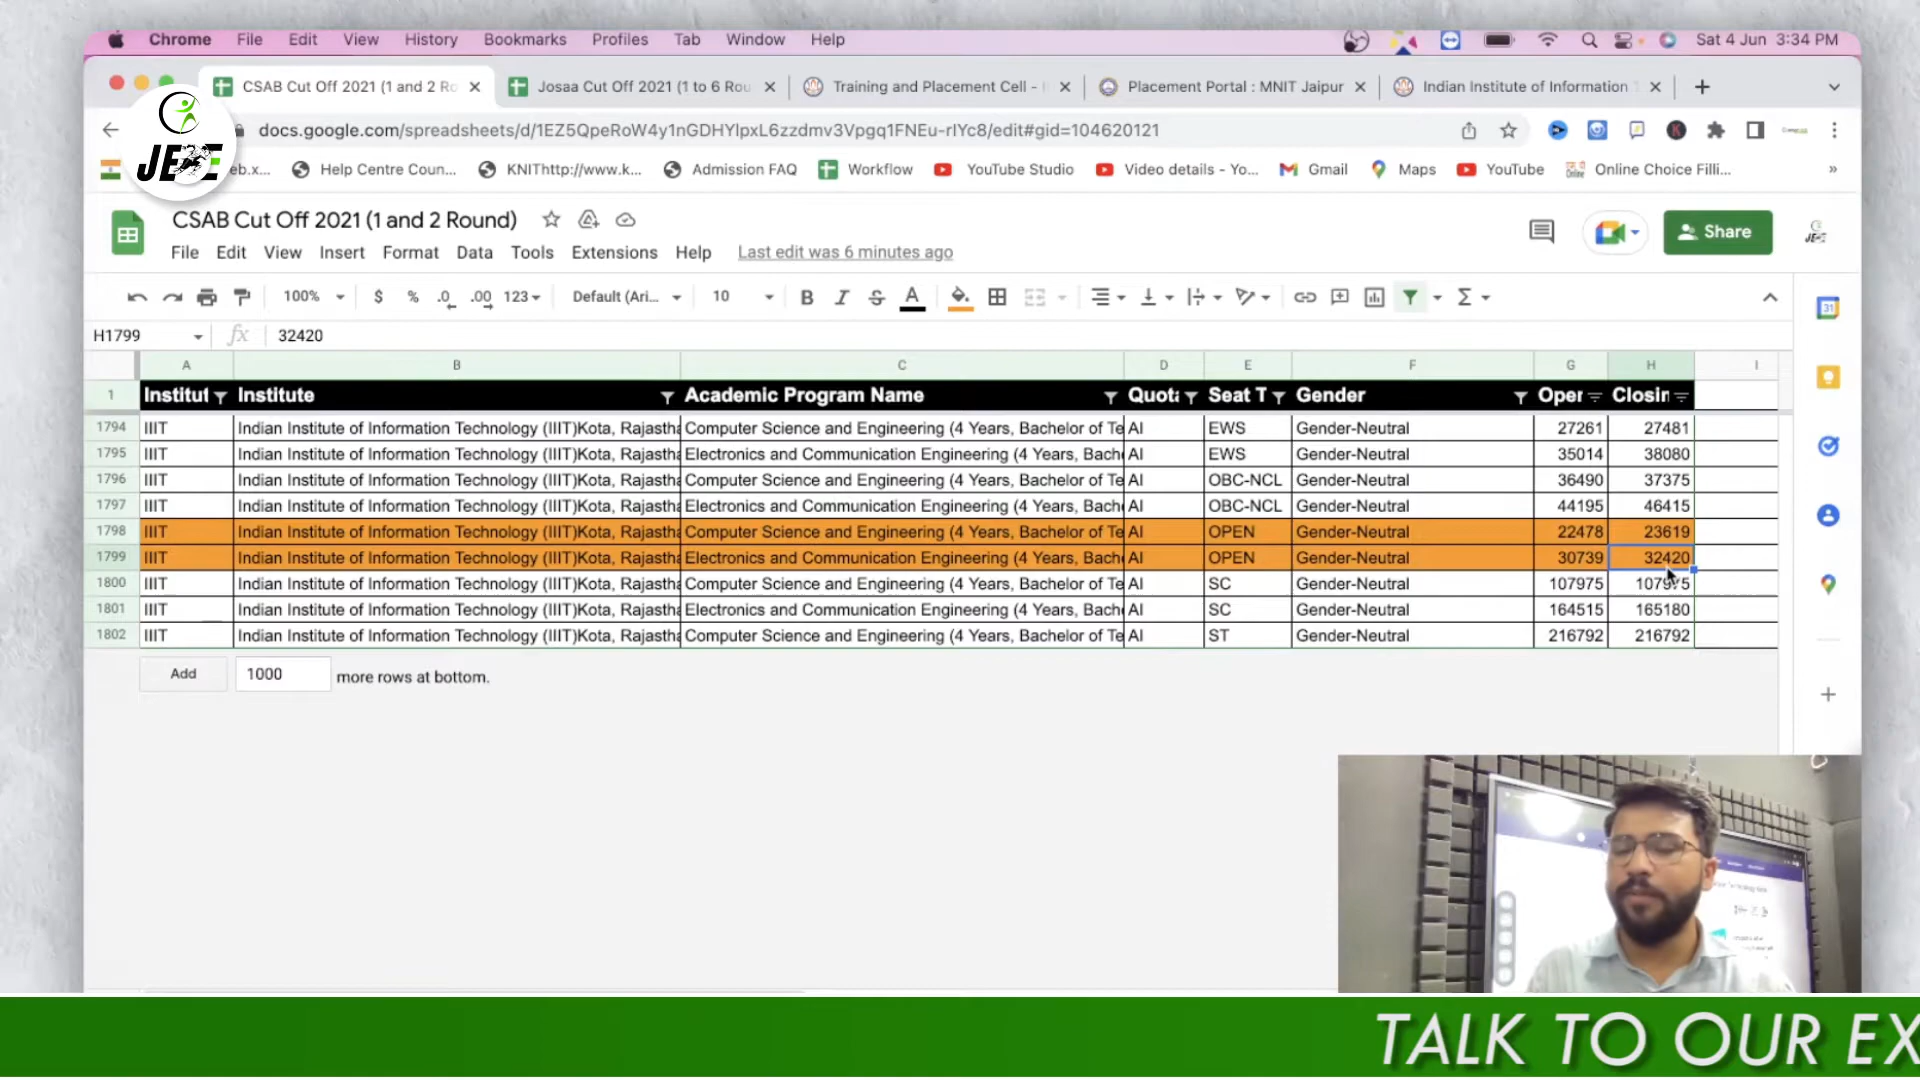 Chrome File Edit View History Bookmarks Profiles Tab Window Help Sat 4 Jun 3:34 PM
CSAB Cut Off 2021 (1 and 2 Ro Josaa Cut Off 2021 (1 to 6 Rou Training and Placement Cell - Placement Portal : MNIT Jaipur Indian Institute of Information
docs.google.com/spreadsheets/d/1EZ5QpeRoW4y1nGDHYlpxL6zzdmv3Vpgq1FNEu-rIYc8/edit#gid=104620121
JEE
eb.x... Help Centre Coun... KNIThttp://www.k... Admission FAQ Workflow YouTube Studio Video details - Yo... Gmail Maps YouTube Online Choice Filli... »
CSAB Cut Off 2021 (1 and 2 Round)
File Edit View Insert Format Data Tools Extensions Help Last edit was 6 minutes ago
Share
100% $ % .0 .00 123 Default (Ari... 10 B I S A
H1799 fx 32420
A B C D E F G H I
1 Institut Institute Academic Program Name Quota Seat T Gender Oper Closin
1794 IIIT Indian Institute of Information Technology (IIIT)Kota, Rajastha Computer Science and Engineering (4 Years, Bachelor of Te AI EWS Gender-Neutral 27261 27481
1795 IIIT Indian Institute of Information Technology (IIIT)Kota, Rajastha Electronics and Communication Engineering (4 Years, Bach AI EWS Gender-Neutral 35014 38080
1796 IIIT Indian Institute of Information Technology (IIIT)Kota, Rajastha Computer Science and Engineering (4 Years, Bachelor of Te AI OBC-NCL Gender-Neutral 36490 37375
1797 IIIT Indian Institute of Information Technology (IIIT)Kota, Rajastha Electronics and Communication Engineering (4 Years, Bach AI OBC-NCL Gender-Neutral 44195 46415
1798 IIIT Indian Institute of Information Technology (IIIT)Kota, Rajastha Computer Science and Engineering (4 Years, Bachelor of Te AI OPEN Gender-Neutral 22478 23619
1799 IIIT Indian Institute of Information Technology (IIIT)Kota, Rajastha Electronics and Communication Engineering (4 Years, Bach AI OPEN Gender-Neutral 30739 32420
1800 IIIT Indian Institute of Information Technology (IIIT)Kota, Rajastha Computer Science and Engineering (4 Years, Bachelor of Te AI SC Gender-Neutral 107975 107975
1801 IIIT Indian Institute of Information Technology (IIIT)Kota, Rajastha Electronics and Communication Engineering (4 Years, Bach AI SC Gender-Neutral 164515 165180
1802 IIIT Indian Institute of Information Technology (IIIT)Kota, Rajastha Computer Science and Engineering (4 Years, Bachelor of Te AI ST Gender-Neutral 216792 216792
Add 1000 more rows at bottom.
TALK TO OUR EX